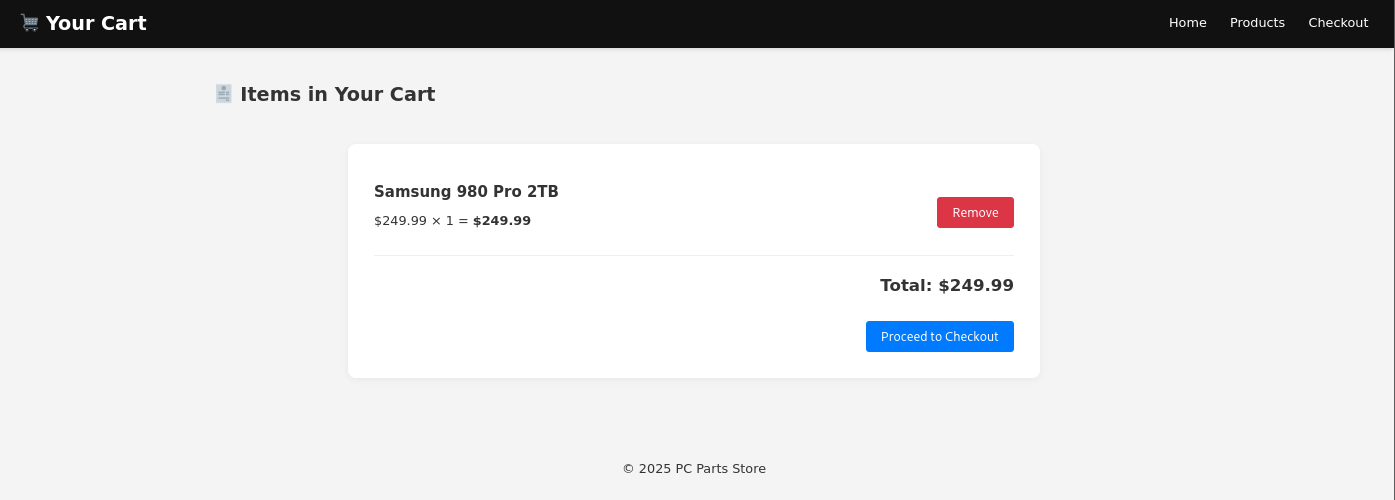 Your Cart
Home Products Checkout
Items in Your Cart
Samsung 980 Pro 2TB
$249.99 × 1 = $249.99
Remove
Total: $249.99
Proceed to Checkout
© 2025 PC Parts Store